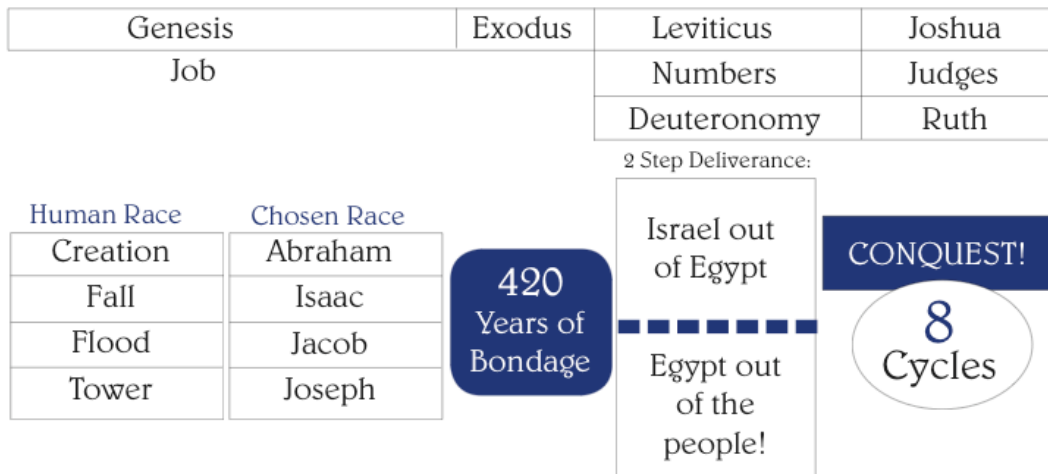 Genesis Exodus Leviticus Joshua
Job Numbers Judges
Deuteronomy Ruth
2 Step Deliverance:
Human Race Chosen Race
Creation Abraham
Fall Isaac
Flood Jacob
Tower Joseph
420
Years of
Bondage
Israel out
of Egypt
Egypt out
of the
people!
CONQUEST!
8
Cycles